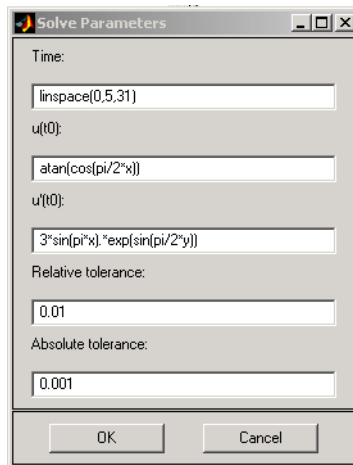 Solve Parameters
Time:
linspace(0,5,31)
u(t0):
atan(cos(pi/2*x))
u'(t0):
3*sin(pi*x).*exp(sin(pi/2*y))
Relative tolerance:
0.01
Absolute tolerance:
0.001
OK Cancel